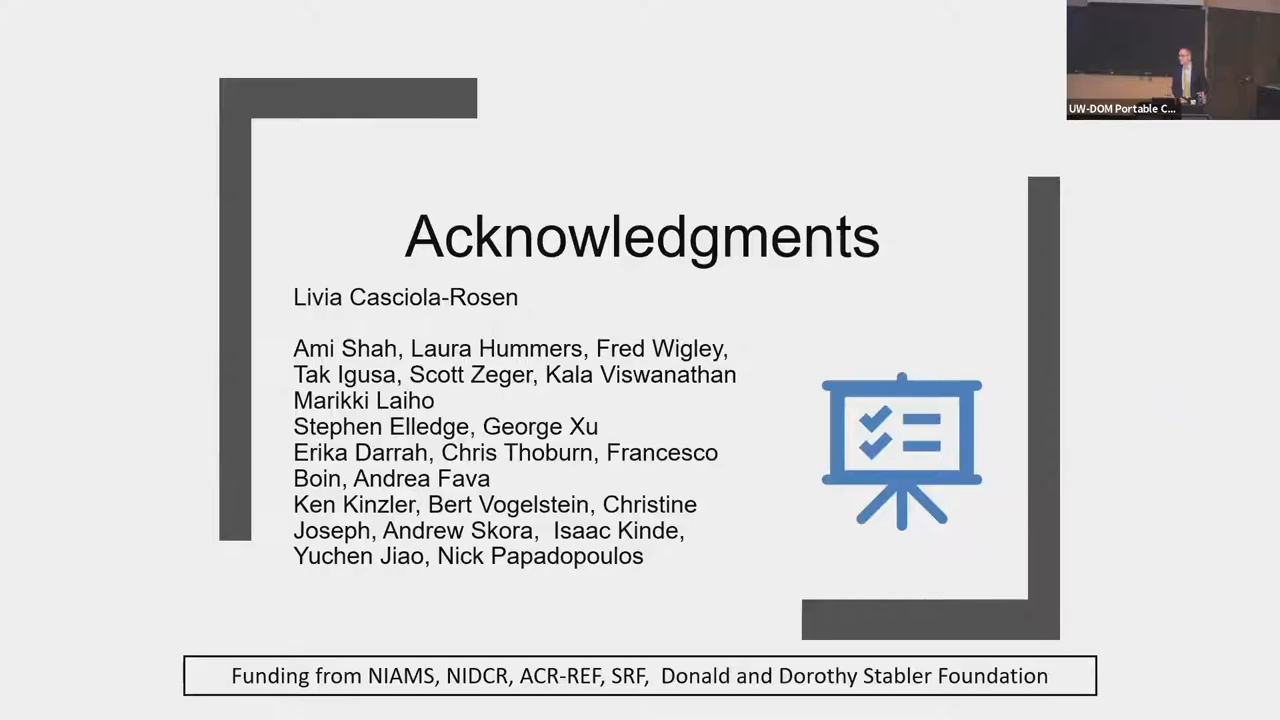 UW-DOM Portable C...
Acknowledgments
Livia Casciola-Rosen
Ami Shah, Laura Hummers, Fred Wigley,
Tak Igusa, Scott Zeger, Kala Viswanathan
Marikki Laiho
Stephen Elledge, George Xu
Erika Darrah, Chris Thoburn, Francesco
Boin, Andrea Fava
Ken Kinzler, Bert Vogelstein, Christine
Joseph, Andrew Skora, Isaac Kinde,
Yuchen Jiao, Nick Papadopoulos
Funding from NIAMS, NIDCR, ACR-REF, SRF, Donald and Dorothy Stabler Foundation